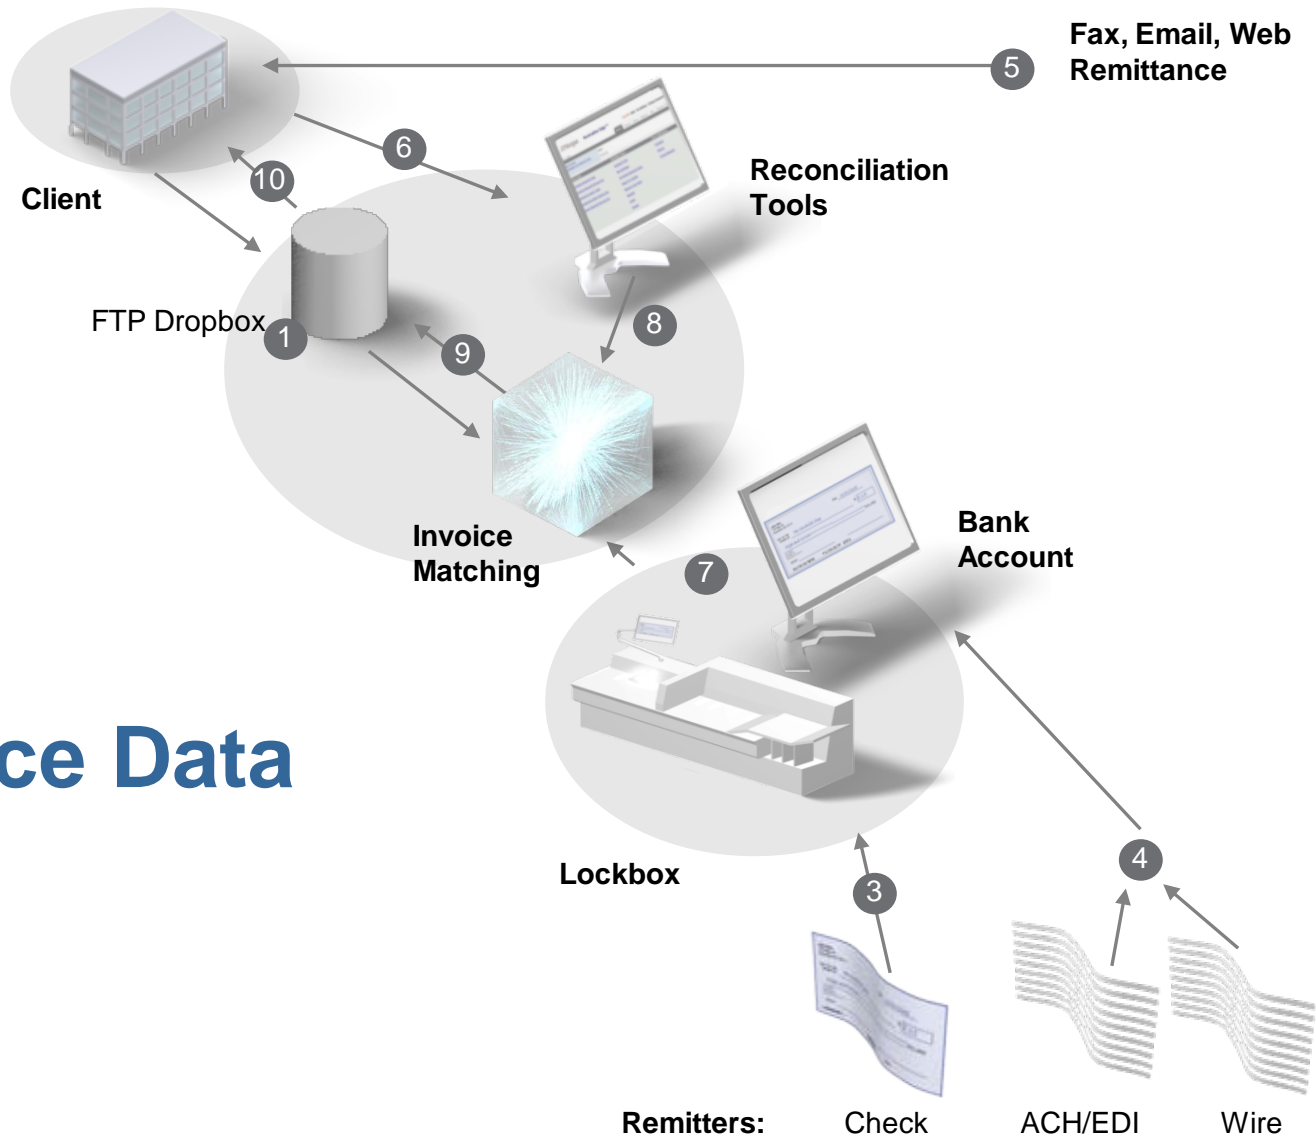 Fax, Email, Web
Remittance
5
6
10
Client
Reconciliation
Tools
FTP Dropbox
1
8
9
Invoice
Matching
Bank
Account
7
ce Data
Lockbox
3
4
Remitters: Check ACH/EDI Wire